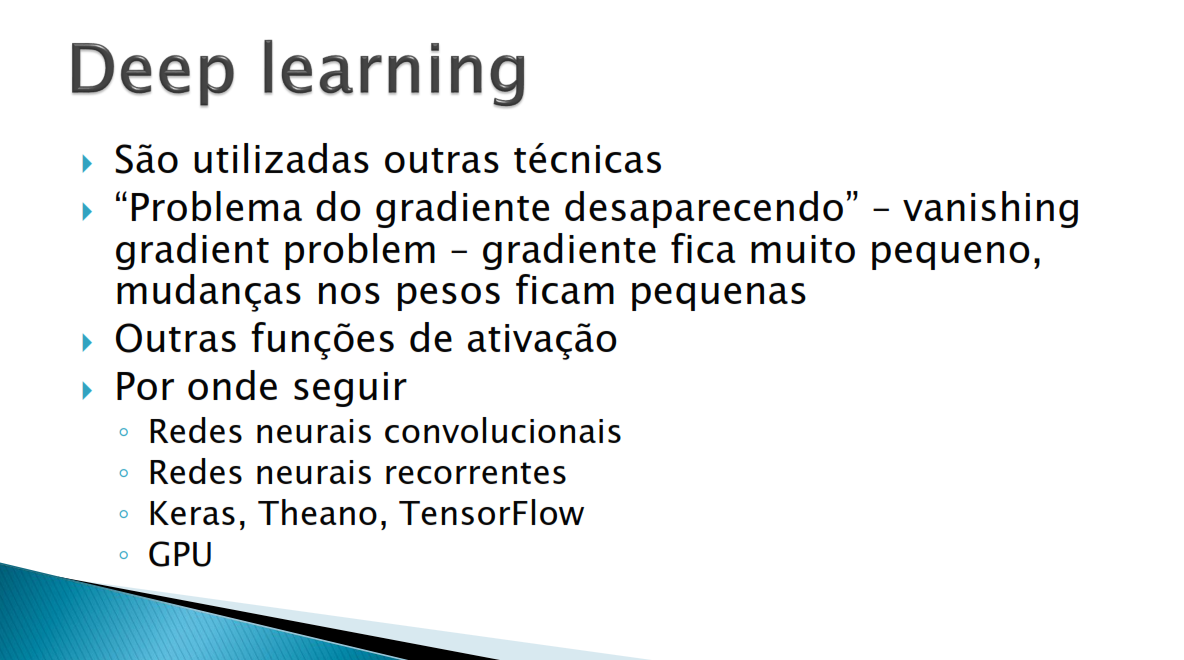 Deep learning
São utilizadas outras técnicas
“Problema do gradiente desaparecendo” – vanishing
gradient problem – gradiente fica muito pequeno,
mudanças nos pesos ficam pequenas
Outras funções de ativação
Por onde seguir
Redes neurais convolucionais
Redes neurais recorrentes
Keras, Theano, TensorFlow
GPU